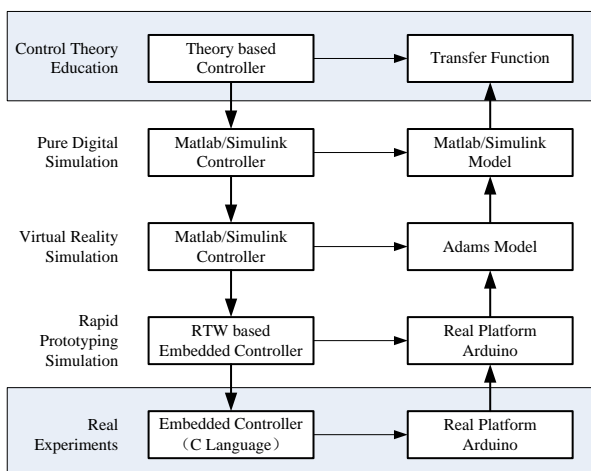 Control Theory
Education
Theory based
Controller
Transfer Function
Pure Digital
Simulation
Matlab/Simulink
Controller
Matlab/Simulink
Model
Virtual Reality
Simulation
Matlab/Simulink
Controller
Adams Model
Rapid
Prototyping
Simulation
RTW based
Embedded Controller
Real Platform
Arduino
Real
Experiments
Embedded Controller
（C Language）
Real Platform
Arduino